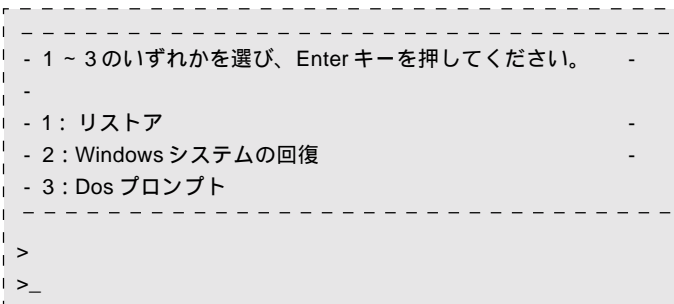 - 1 ~ 3のいずれかを選び、Enterキーを押してください。 -
-
- 1 : リストア -
- 2 : Windowsシステムの回復 -
- 3 : Dosプロンプト
>
>_